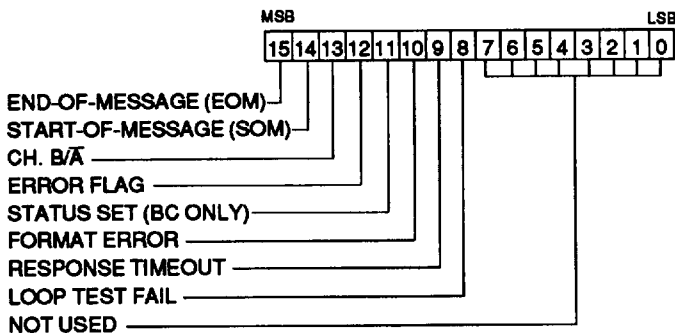 MSB LSB
15 14 13 12 11 10 9 8 7 6 5 4 3 2 1 0
END-OF-MESSAGE (EOM)
START-OF-MESSAGE (SOM)
CH. B/A̅
ERROR FLAG
STATUS SET (BC ONLY)
FORMAT ERROR
RESPONSE TIMEOUT
LOOP TEST FAIL
NOT USED